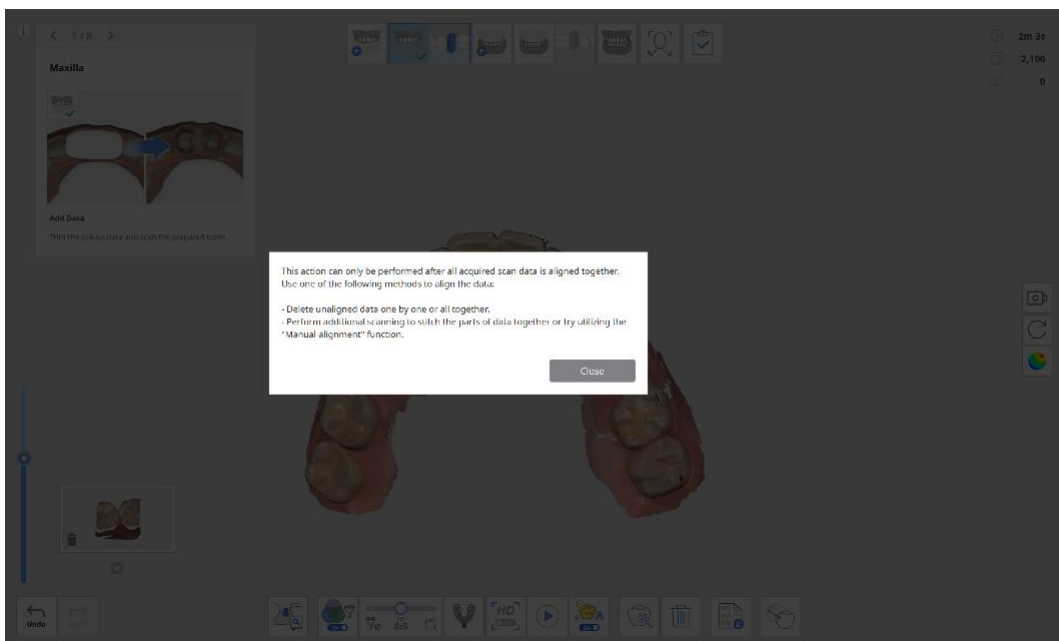 1 / 8
2m 3s
2,100
0
Maxilla
Add Data
Trim the pre-op data and scan the prepared tooth.
This action can only be performed after all acquired scan data is aligned together.
Use one of the following methods to align the data:
- Delete unaligned data one by one or all together.
- Perform additional scanning to stitch the parts of data together or try utilizing the
"Manual alignment" function.
Close
Undo
HD
A